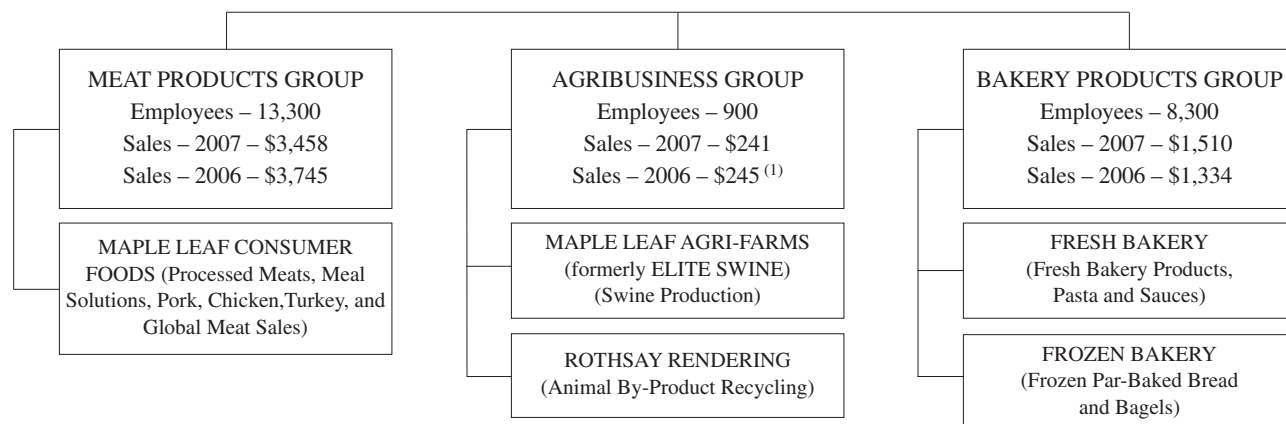 MEAT PRODUCTS GROUP
Employees – 13,300
Sales – 2007 – $3,458
Sales – 2006 – $3,745
MAPLE LEAF CONSUMER
FOODS (Processed Meats, Meal
Solutions, Pork, Chicken,Turkey, and
Global Meat Sales)
AGRIBUSINESS GROUP
Employees – 900
Sales – 2007 – $241
Sales – 2006 – $245 (1)
MAPLE LEAF AGRI-FARMS
(formerly ELITE SWINE)
(Swine Production)
ROTHSAY RENDERING
(Animal By-Product Recycling)
BAKERY PRODUCTS GROUP
Employees – 8,300
Sales – 2007 – $1,510
Sales – 2006 – $1,334
FRESH BAKERY
(Fresh Bakery Products,
Pasta and Sauces)
FROZEN BAKERY
(Frozen Par-Baked Bread
and Bagels)